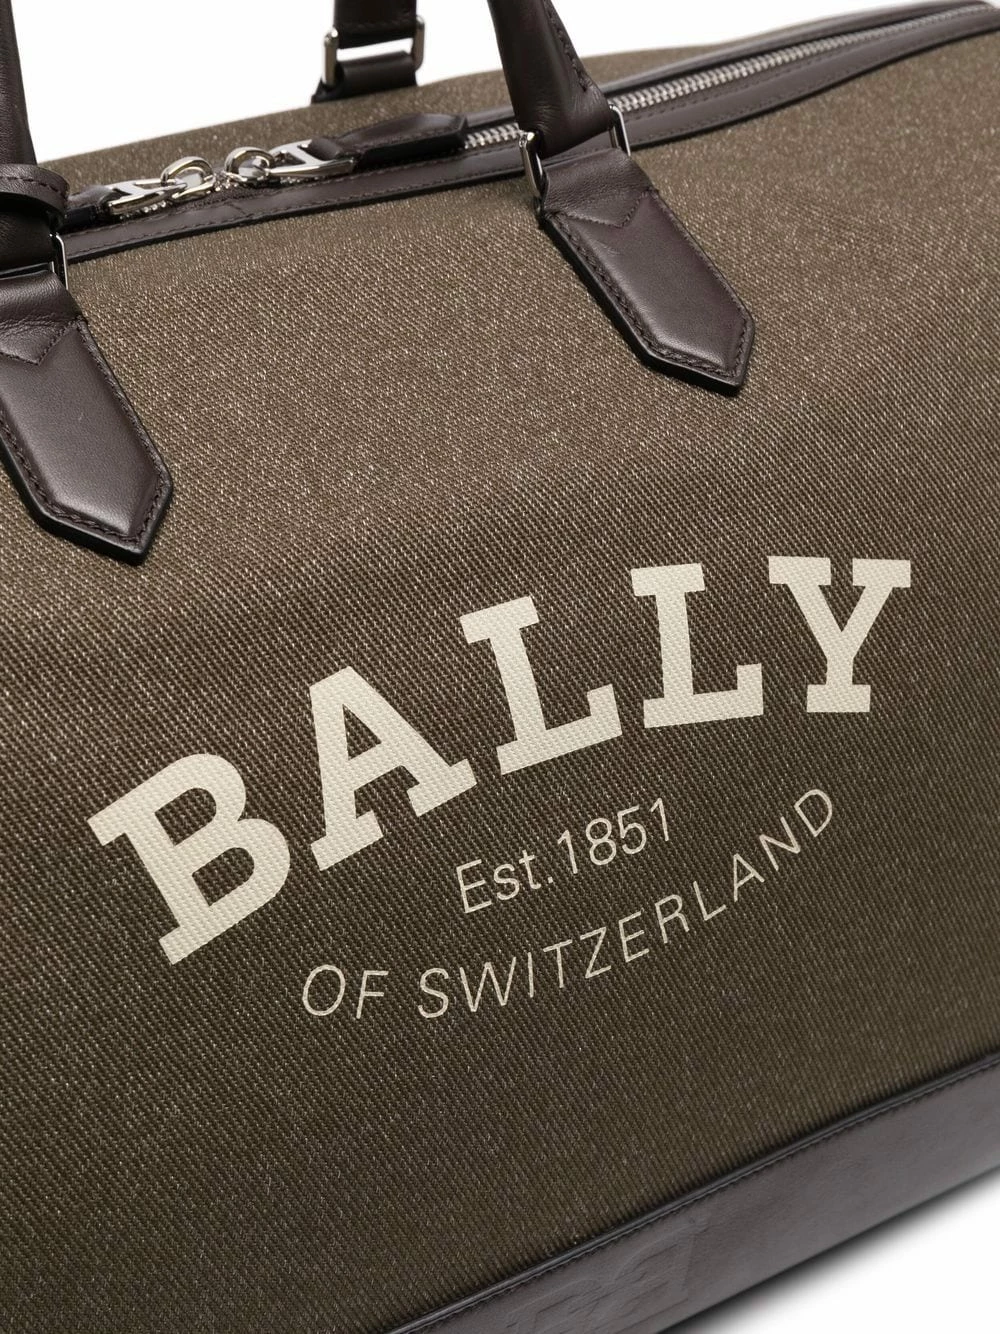 BALLY
Est.1851
OF SWITZERLAND